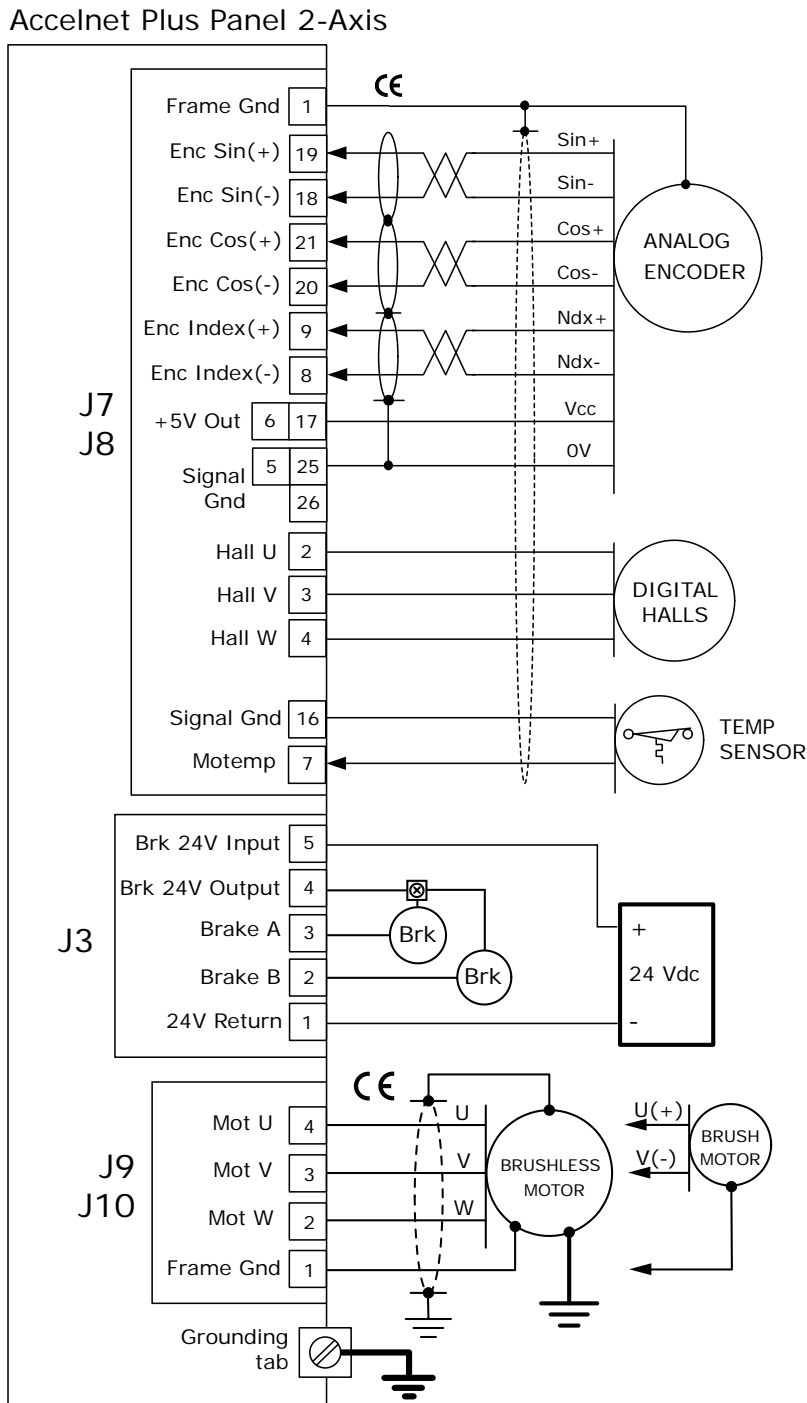 Accelnet Plus Panel 2-Axis
CE
Frame Gnd 1
Enc Sin(+) 19 Sin+
Enc Sin(-) 18 Sin-
Enc Cos(+) 21 Cos+
Enc Cos(-) 20 Cos-
Enc Index(+) 9 Ndx+
Enc Index(-) 8 Ndx-
ANALOG
ENCODER
J7
J8
+5V Out 6 17 Vcc
Signal
Gnd
5 25 0V
26
Hall U 2
Hall V 3
Hall W 4
DIGITAL
HALLS
Signal Gnd 16
Motemp 7
TEMP
SENSOR
J3
Brk 24V Input 5
Brk 24V Output 4
Brake A 3 Brk
Brake B 2 Brk
24V Return 1
+
24 Vdc
-
CE
J9
J10
Mot U 4 U
Mot V 3 V
Mot W 2 W
Frame Gnd 1
BRUSHLESS
MOTOR
U(+)
V(-)
BRUSH
MOTOR
Grounding
tab